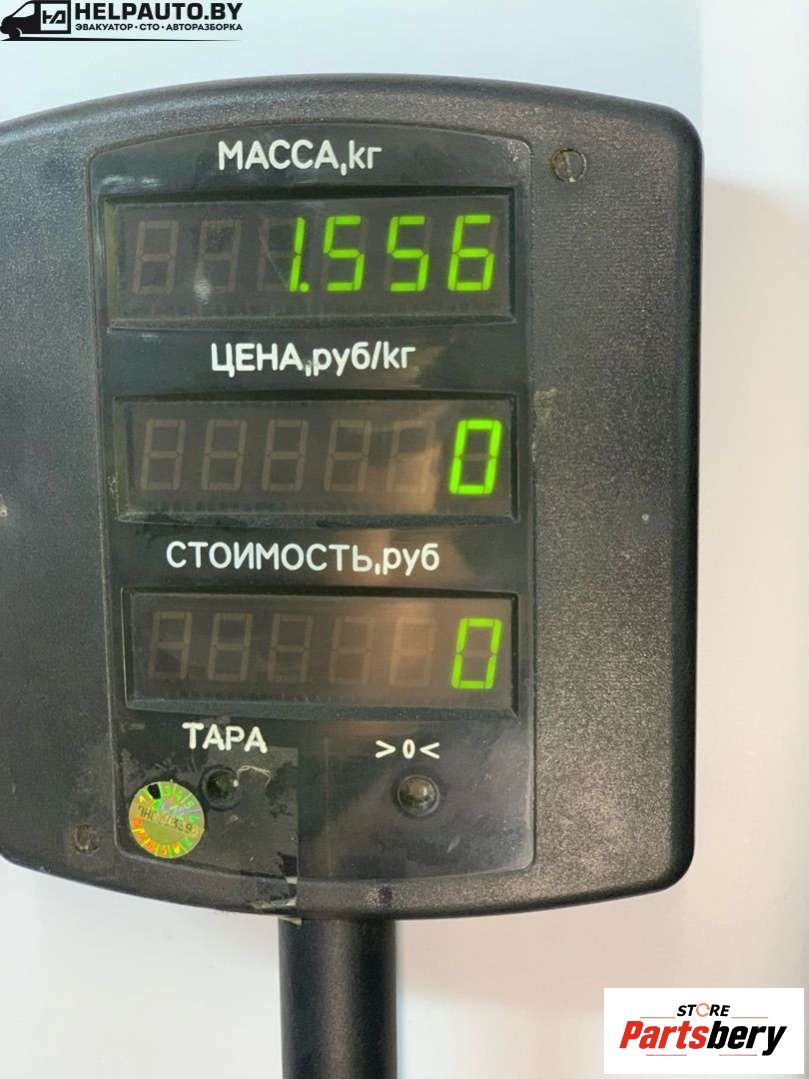 HELPAUTO.BY
ЭВАКУАТОР • СТО • АВТОРАЗБОРКА
МАССА,кг
1.556
ЦЕНА,руб/кг
0
СТОИМОСТЬ,руб
0
ТАРА >0<
STORE
Partsbery